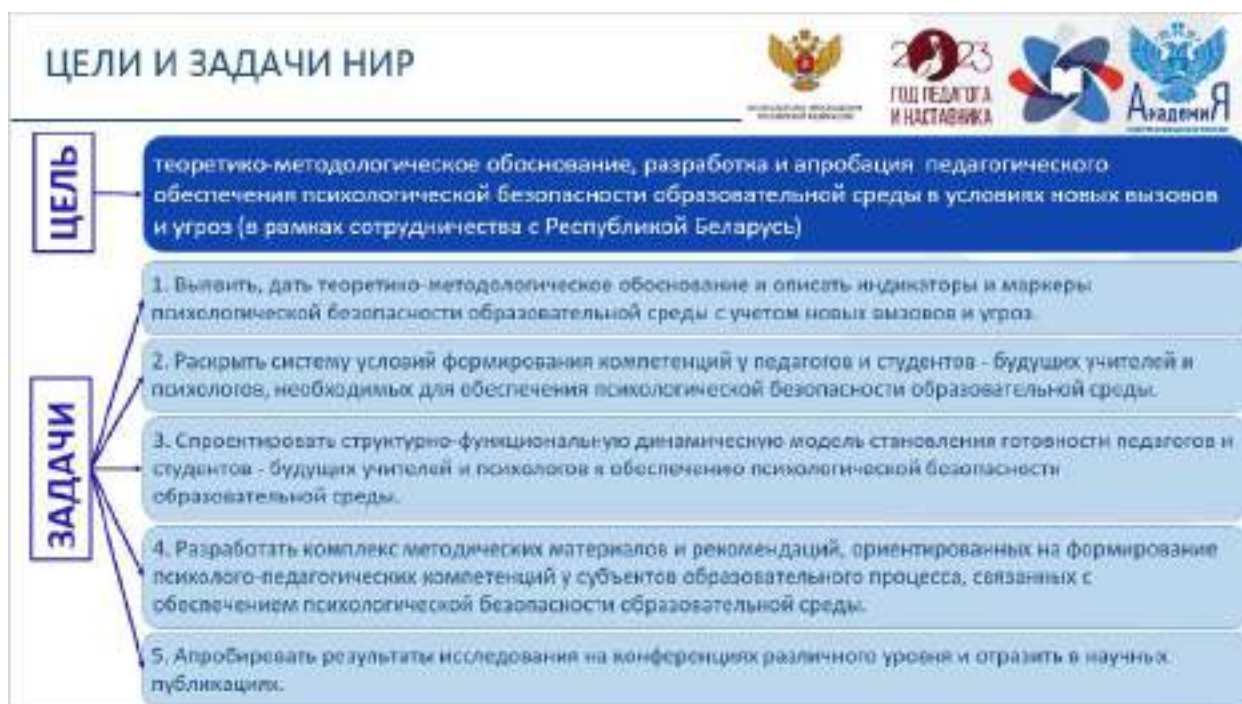 ЦЕЛИ И ЗАДАЧИ НИР
2023
ГОД ПЕДАГОГА
И НАСТАВНИКА
АкадемиЯ
ЦЕЛЬ
теоретико-методологическое обоснование, разработка и апробация педагогического
обеспечения психологической безопасности образовательной среды в условиях новых вызовов
и угроз (в рамках сотрудничества с Республикой Беларусь)
ЗАДАЧИ
1. Выявить, дать теоретико-методологическое обоснование и описать индикаторы и маркеры
психологической безопасности образовательной среды с учетом новых вызовов и угроз.
2. Раскрыть систему условий формирования компетенций у педагогов и студентов - будущих учителей и
психологов, необходимых для обеспечения психологической безопасности образовательной среды.
3. Спроектировать структурно-функциональную динамическую модель становления готовности педагогов и
студентов - будущих учителей и психологов к обеспечению психологической безопасности
образовательной среды.
4. Разработать комплекс методических материалов и рекомендаций, ориентированных на формирование
психолого-педагогических компетенций у субъектов образовательного процесса, связанных с
обеспечением психологической безопасности образовательной среды.
5. Апробировать результаты исследования на конференциях различного уровня и отразить в научных
публикациях.